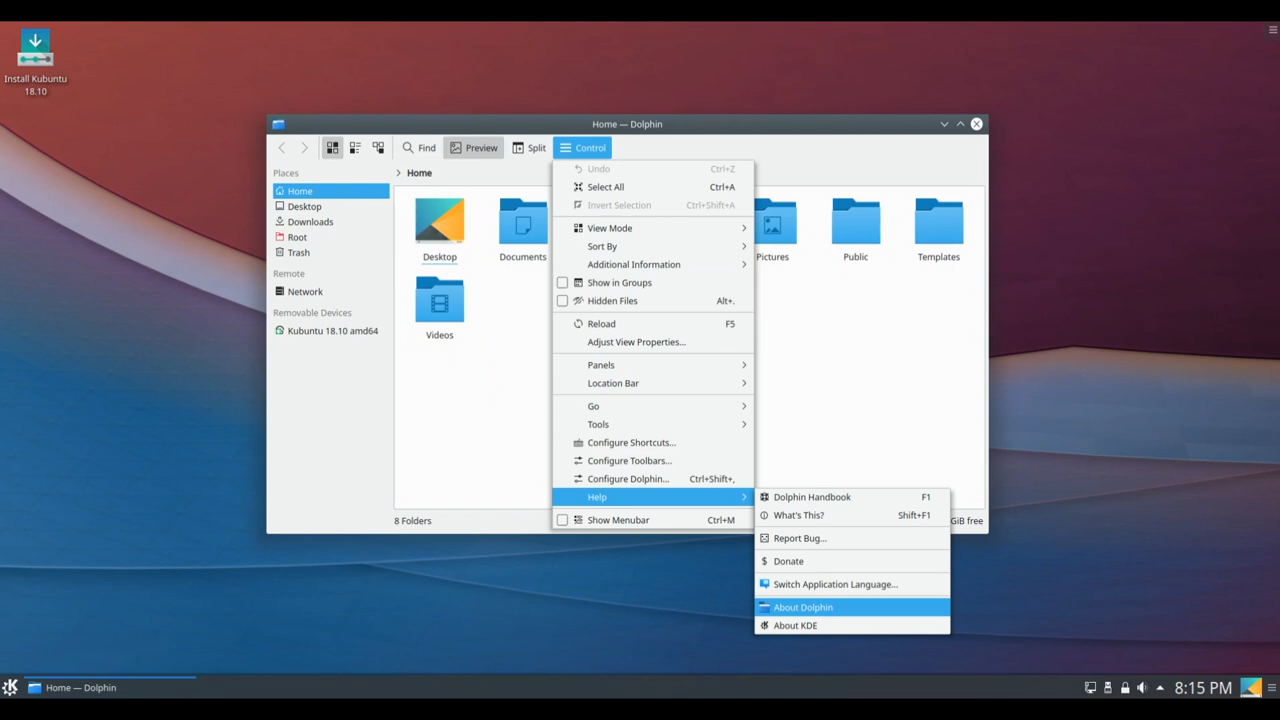 Install Kubuntu
18.10
Home — Dolphin
Find
Preview
Split
Control
Places
Home
Desktop
Downloads
Root
Trash
Remote
Network
Removable Devices
Kubuntu 18.10 amd64
Home
Desktop
Documents
Pictures
Public
Templates
Videos
8 Folders
GiB free
Undo Ctrl+Z
Select All Ctrl+A
Invert Selection Ctrl+Shift+A
View Mode
Sort By
Additional Information
Show in Groups
Hidden Files Alt+.
Reload F5
Adjust View Properties...
Panels
Location Bar
Go
Tools
Configure Shortcuts...
Configure Toolbars...
Configure Dolphin... Ctrl+Shift+,
Help
Show Menubar Ctrl+M
Dolphin Handbook F1
What's This? Shift+F1
Report Bug...
Donate
Switch Application Language...
About Dolphin
About KDE
Home — Dolphin
8:15 PM